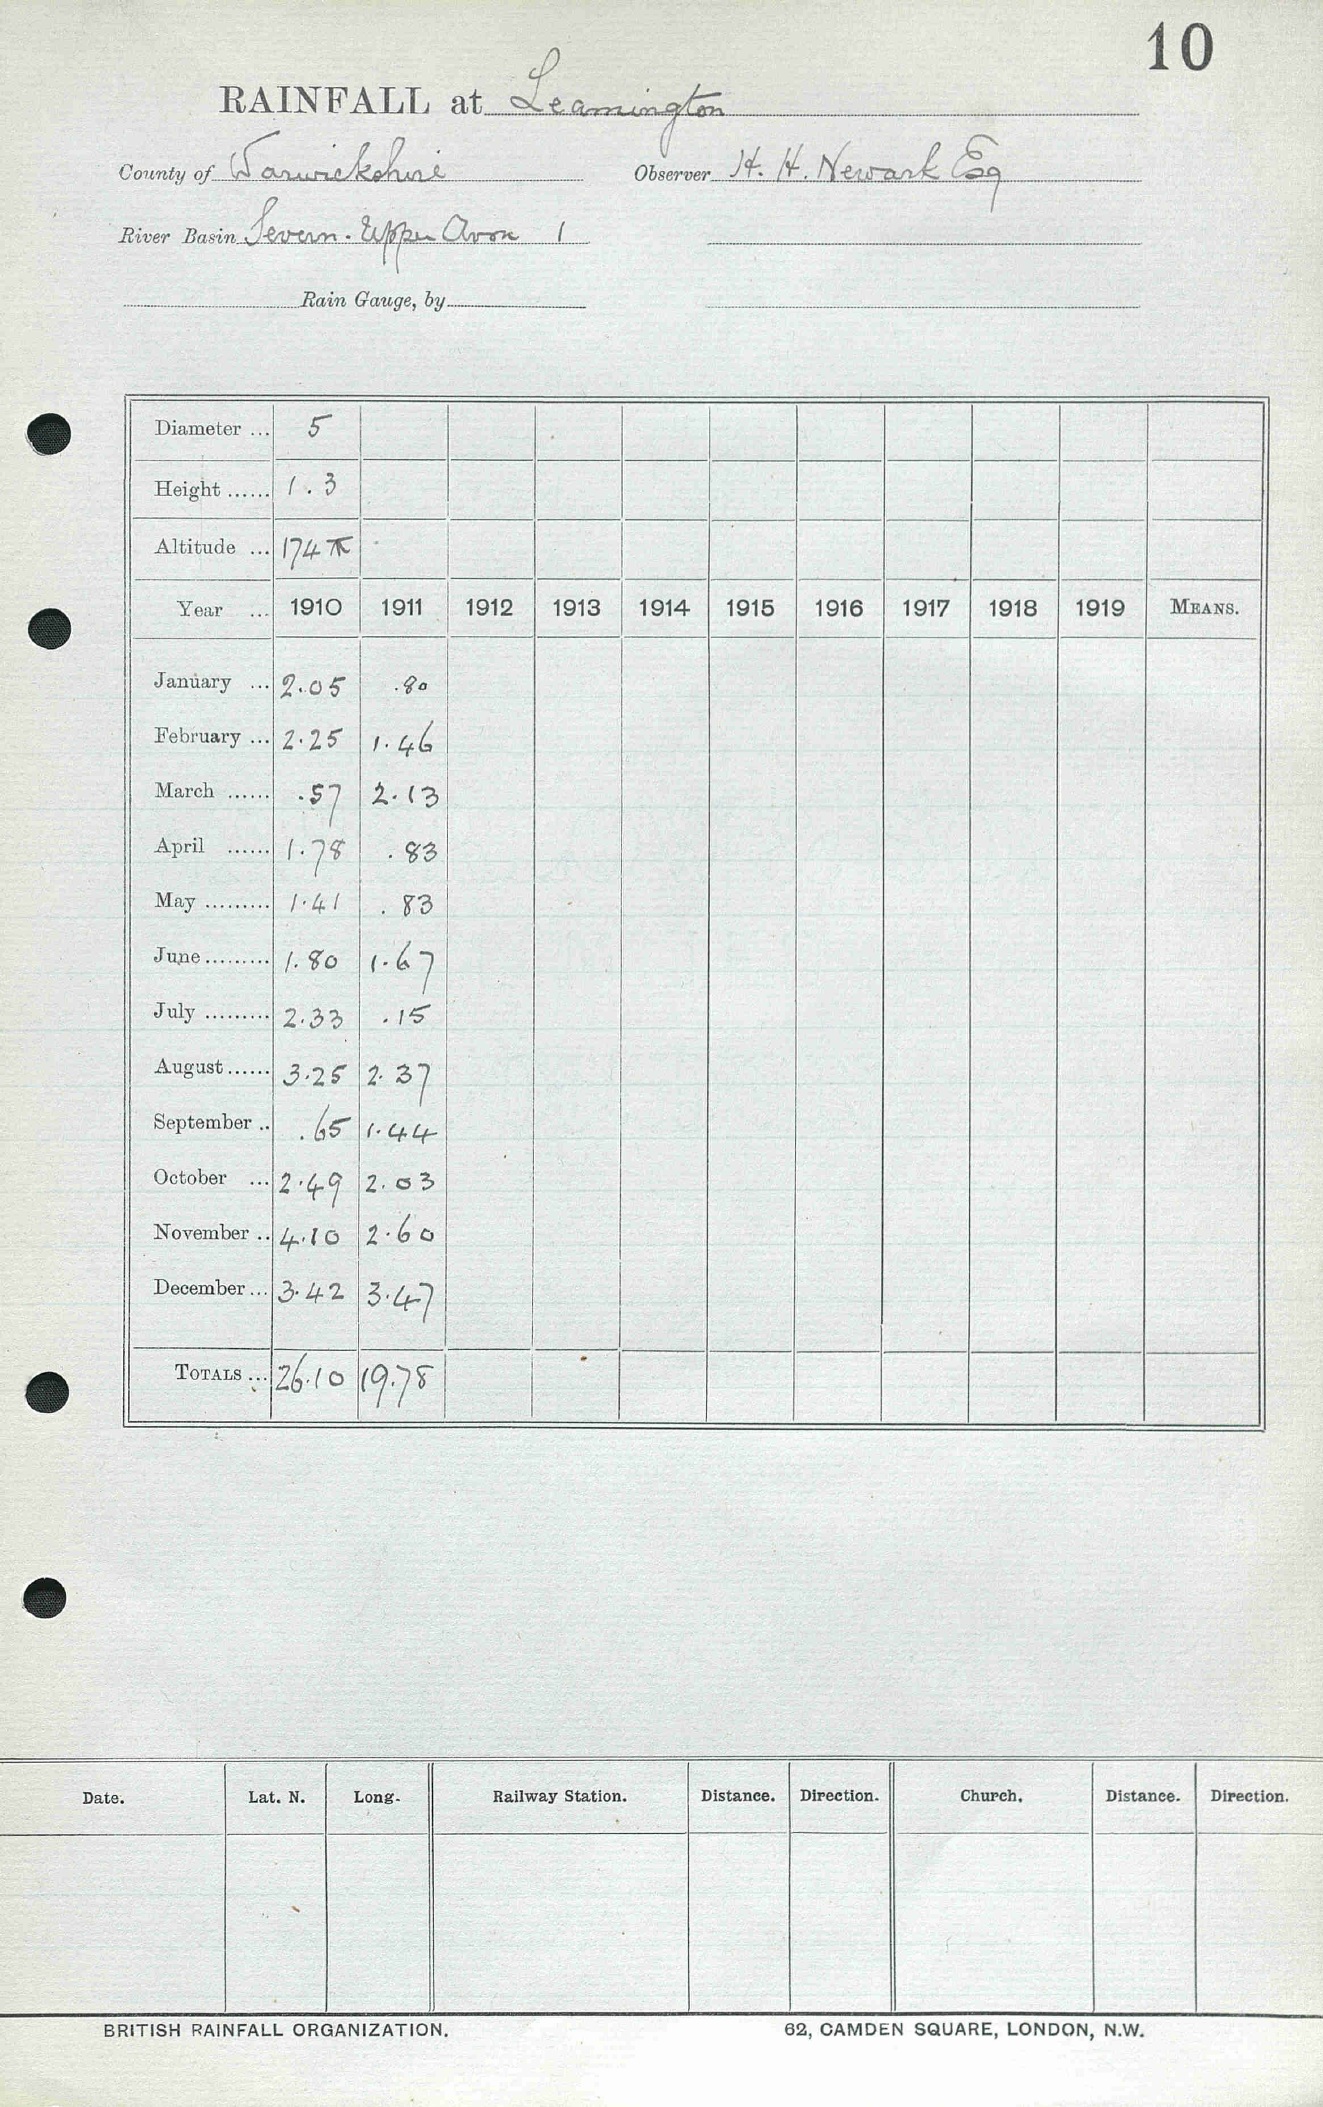 10
RAINFALL at Leamington
County of Warwickshire Observer H. H. Newark Esq
River Basin Severn - Upper Avon 1
Rain Gauge, by
Diameter ... 5
Height ...... 1.3
Altitude ... 174
Year ... 1910 1911 1912 1913 1914 1915 1916 1917 1918 1919 MEANS.
January ... 2.05 .80
February ... 2.25 1.46
March ...... .57 2.13
April ...... 1.78 .83
May ......... 1.41 .83
June ......... 1.80 1.67
July ......... 2.33 .15
August ...... 3.25 2.37
September .. .65 1.44
October ... 2.49 2.03
November .. 4.10 2.60
December ... 3.42 3.47
TOTALS ... 26.10 19.78
Date. Lat. N. Long. Railway Station. Distance. Direction. Church. Distance. Direction.
BRITISH RAINFALL ORGANIZATION. 62, CAMDEN SQUARE, LONDON, N.W.